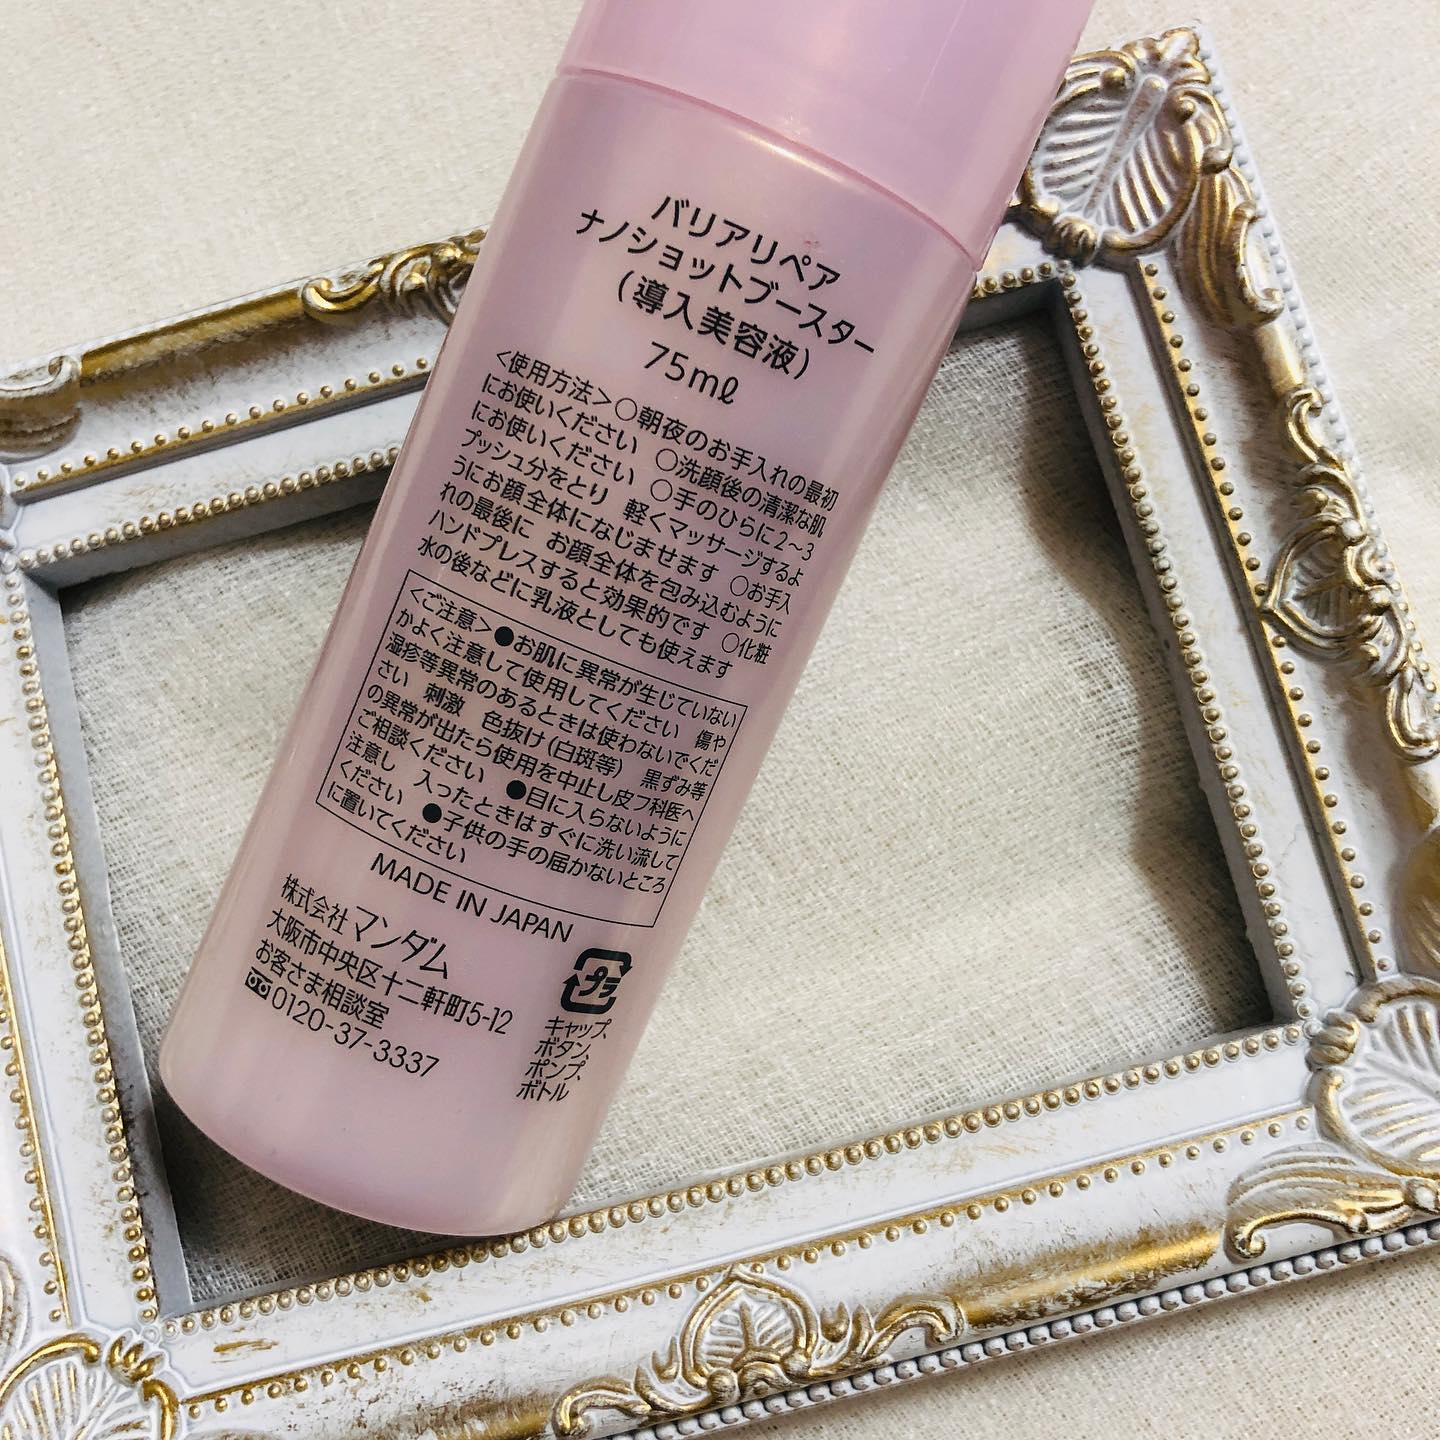 バリアリペア
ナノショットブースター
（導入美容液）
75mℓ
＜使用方法＞○朝夜のお手入れの最初
にお使いください ○洗顔後の清潔な肌
にお使いください ○手のひらに2～3
プッシュ分をとり 軽くマッサージするよ
うにお顔全体になじませます ○お手入
れの最後に お顔全体を包み込むように
ハンドプレスすると効果的です ○化粧
水の後などに乳液としても使えます
＜ご注意＞●お肌に異常が生じていない
かよく注意して使用してください 傷や
湿疹等異常のあるときは使わないでくだ
さい 刺激 色抜け（白斑等） 黒ずみ等
の異常が出たら使用を中止し皮フ科医へ
ご相談ください ●目に入らないように
注意し 入ったときはすぐに洗い流して
ください ●子供の手の届かないところ
に置いてください
MADE IN JAPAN
株式会社マンダム
大阪市中央区十二軒町5-12
お客さま相談室
0120-37-3337
プラ
キャップ、
ボタン、
ポンプ、
ボトル